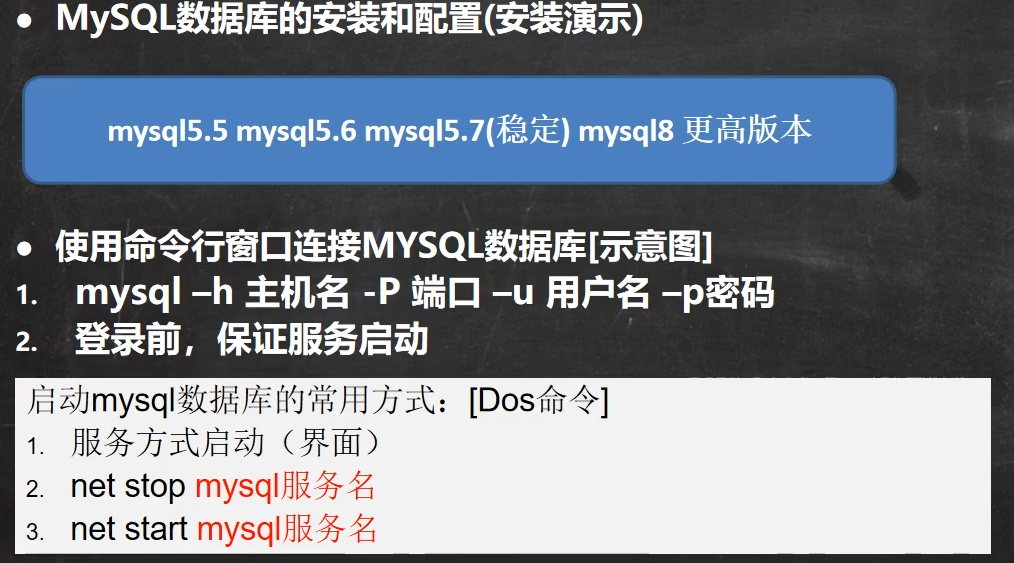 ● MySQL数据库的安装和配置(安装演示)
mysql5.5 mysql5.6 mysql5.7(稳定) mysql8 更高版本
● 使用命令行窗口连接MYSQL数据库[示意图]
1. mysql –h 主机名 -P 端口 –u 用户名 –p密码
2. 登录前，保证服务启动
启动mysql数据库的常用方式：[Dos命令]
1. 服务方式启动（界面）
2. net stop mysql服务名
3. net start mysql服务名